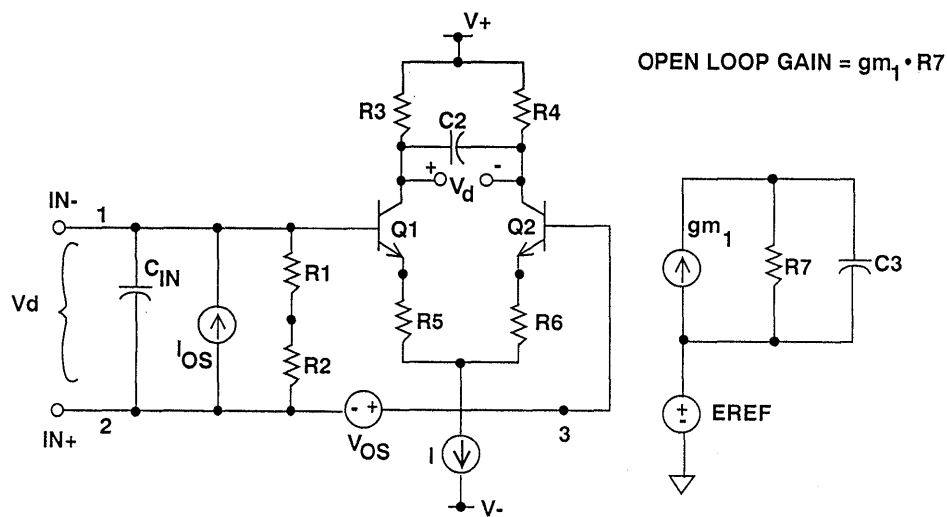 V+
OPEN LOOP GAIN = gm1 • R7
R3
C2
R4
+ Vd -
IN-
1
Q1
Q2
gm1
CIN
R1
R7
C3
Vd
IOS
R5
R6
R2
IN+
2
- +
VOS
3
+
-
EREF
I
V-